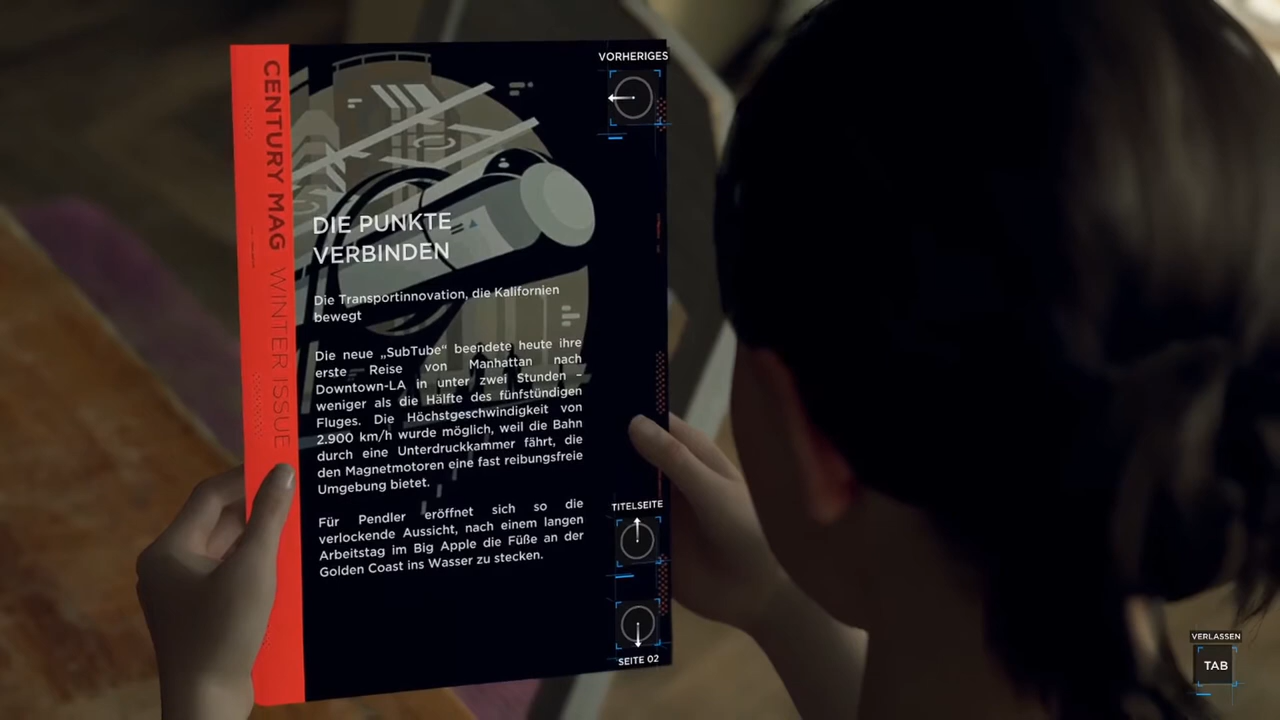 CENTURY MAG WINTER ISSUE
VORHERIGES
DIE PUNKTE
VERBINDEN
Die Transportinnovation, die Kalifornien
bewegt
Die neue „SubTube“ beendete heute ihre
erste Reise von Manhattan nach
Downtown-LA in unter zwei Stunden –
weniger als die Hälfte des fünfstündigen
Fluges. Die Höchstgeschwindigkeit von
2.900 km/h wurde möglich, weil die Bahn
durch eine Unterdruckkammer fährt, die
den Magnetmotoren eine fast reibungsfreie
Umgebung bietet.
Für Pendler eröffnet sich so die
verlockende Aussicht, nach einem langen
Arbeitstag im Big Apple die Füße an der
Golden Coast ins Wasser zu stecken.
TITELSEITE
SEITE 02
VERLASSEN
TAB